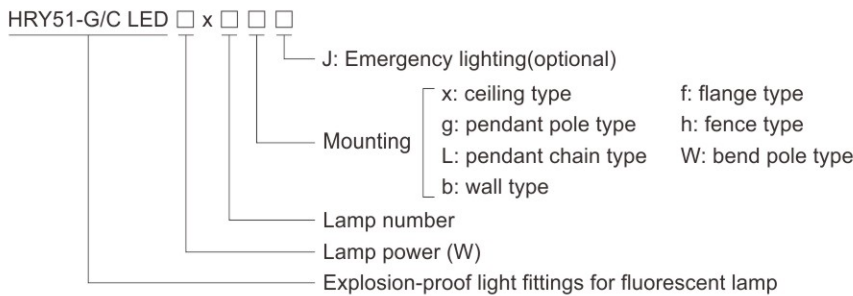 HRY51-G/C LED □ x □ □ □
J: Emergency lighting(optional)
x: ceiling type f: flange type
g: pendant pole type h: fence type
Mounting
L: pendant chain type W: bend pole type
b: wall type
Lamp number
Lamp power (W)
Explosion-proof light fittings for fluorescent lamp